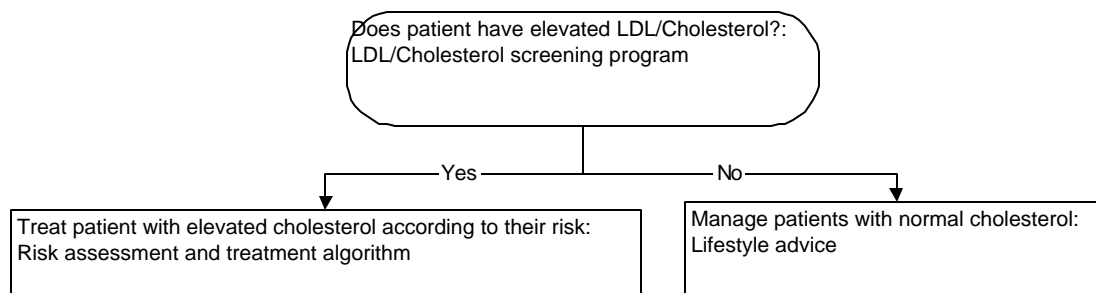 Does patient have elevated LDL/Cholesterol?:
LDL/Cholesterol screening program
Yes
No
Treat patient with elevated cholesterol according to their risk:
Risk assessment and treatment algorithm
Manage patients with normal cholesterol:
Lifestyle advice